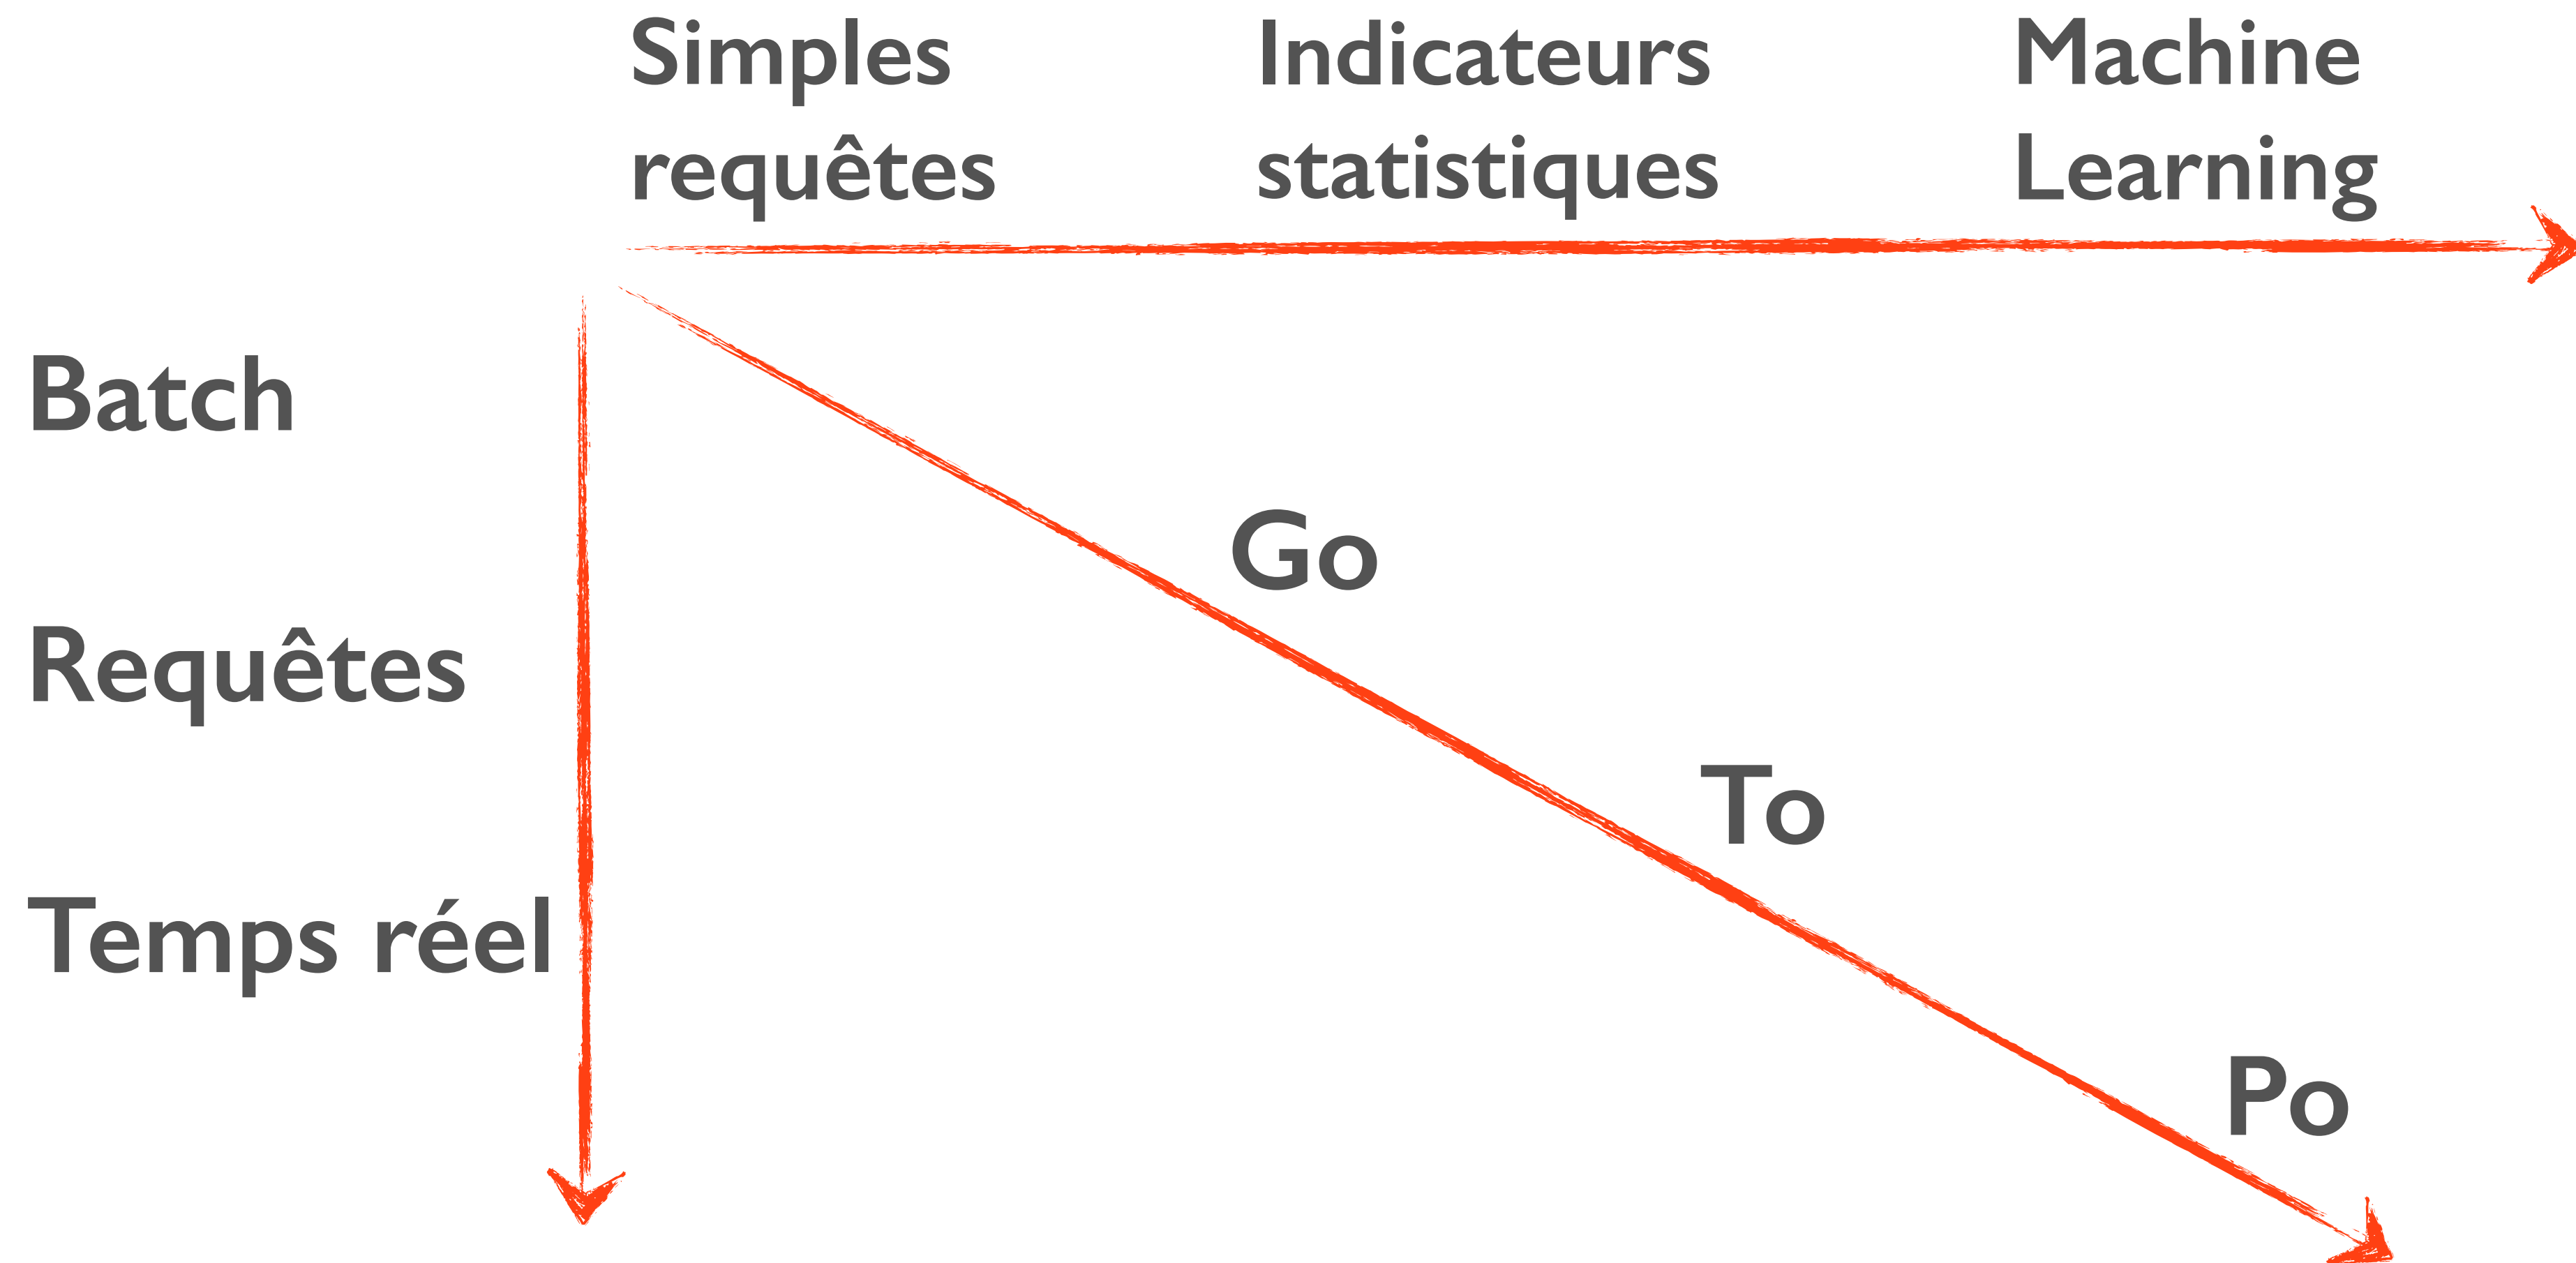 Simples
requêtes
Indicateurs
statistiques
Machine
Learning
Batch
Requêtes
Temps réel
Go
To
Po